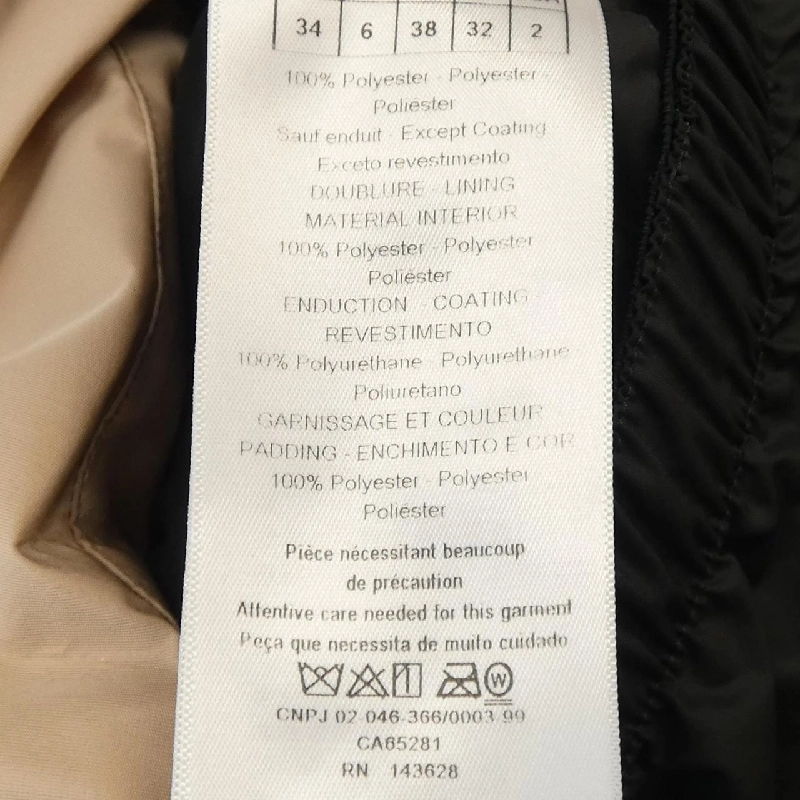 34 6 38 32 2
100% Polyester - Polyester -
Poliéster
Sauf enduit - Except Coating
Exceto revestimento
DOUBLURE - LINING
MATERIAL INTERIOR
100% Polyester - Polyester
Poliéster
ENDUCTION - COATING
REVESTIMENTO
100% Polyuréthane - Polyurethane
Poliuretano
GARNISSAGE ET COULEUR
PADDING - ENCHIMENTO E COR
100% Polyester - Polyester
Poliéster
Pièce nécessitant beaucoup
de précaution
Attentive care needed for this garment
Peça que necessita de muito cuidado
W
CNPJ 02-046-366/0003 99
CA65281
RN 143628